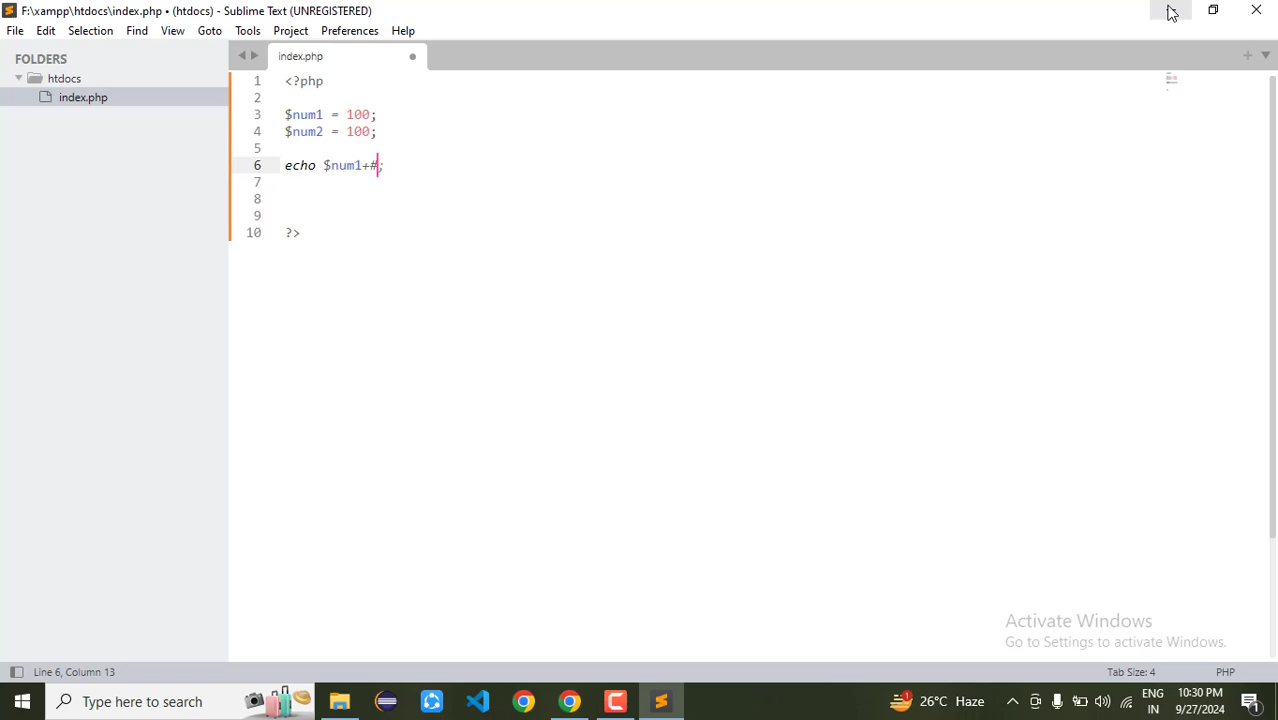 F:\xampp\htdocs\index.php • (htdocs) - Sublime Text (UNREGISTERED)
File Edit Selection Find View Goto Tools Project Preferences Help
FOLDERS
htdocs
index.php
index.php
1 <?php
2
3 $num1 = 100;
4 $num2 = 100;
5
6 echo $num1+#;
7
8
9
10 ?>
Activate Windows
Go to Settings to activate Windows.
Line 6, Column 13
Tab Size: 4
PHP
Type here to search
26°C Haze
1
ENG
IN
10:30 PM
9/27/2024
1